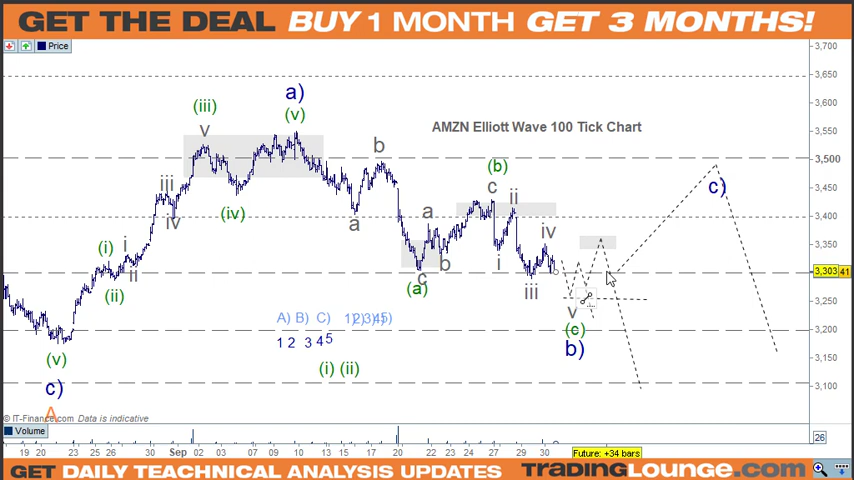 GET THE DEAL BUY 1 MONTH GET 3 MONTHS!
Price
3,700
3,650
3,600
3,550
3,500
3,450
3,400
3,350
3,303 41
3,250
3,200
3,150
3,100
AMZN Elliott Wave 100 Tick Chart
a)
(iii)
(v)
v
b
(b)
c
iii
ii
iv
(iv)
a
a
iv
(i)
i
i
c)
ii
(ii)
b
c
(a)
iii
v
(c)
b)
A) B) C)
1 2 3 4 5
(i) (ii)
(v)
c)
A
© IT-Finance.com Data is indicative
Volume
26
19 20 23 25 26 30 Sep 02 03 07 09 10 14 15 17 20 22 23 24 27 29 30
Future: +34 bars
GET DAILY TEACHNICAL ANALYSIS UPDATES TRADINGLOUNGE.com